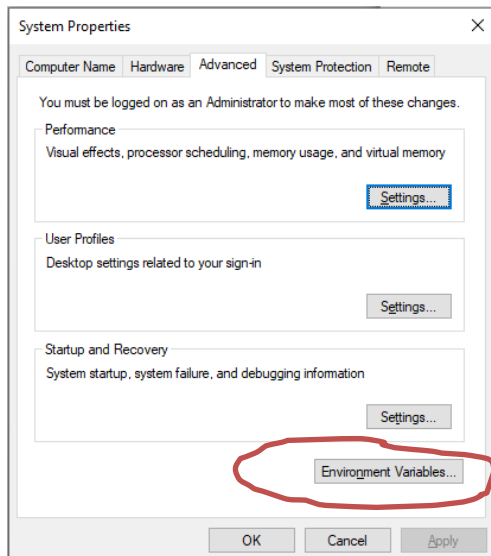 System Properties
Computer Name Hardware Advanced System Protection Remote
You must be logged on as an Administrator to make most of these changes.
Performance
Visual effects, processor scheduling, memory usage, and virtual memory
Settings...
User Profiles
Desktop settings related to your sign-in
Settings...
Startup and Recovery
System startup, system failure, and debugging information
Settings...
Environment Variables...
OK Cancel Apply